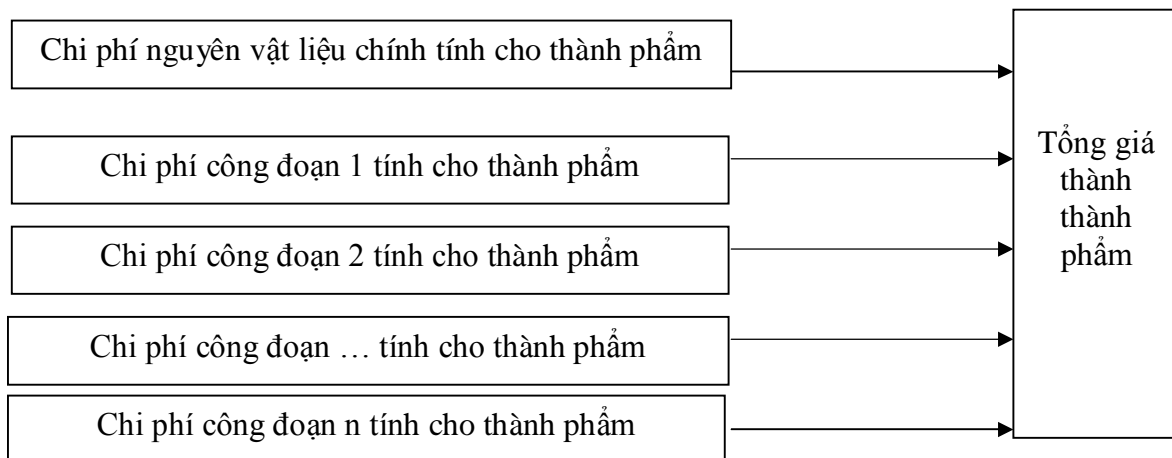 Chi phí nguyên vật liệu chính tính cho thành phẩm
Chi phí công đoạn 1 tính cho thành phẩm
Chi phí công đoạn 2 tính cho thành phẩm
Chi phí công đoạn … tính cho thành phẩm
Chi phí công đoạn n tính cho thành phẩm
Tổng giá
thành
thành
phẩm